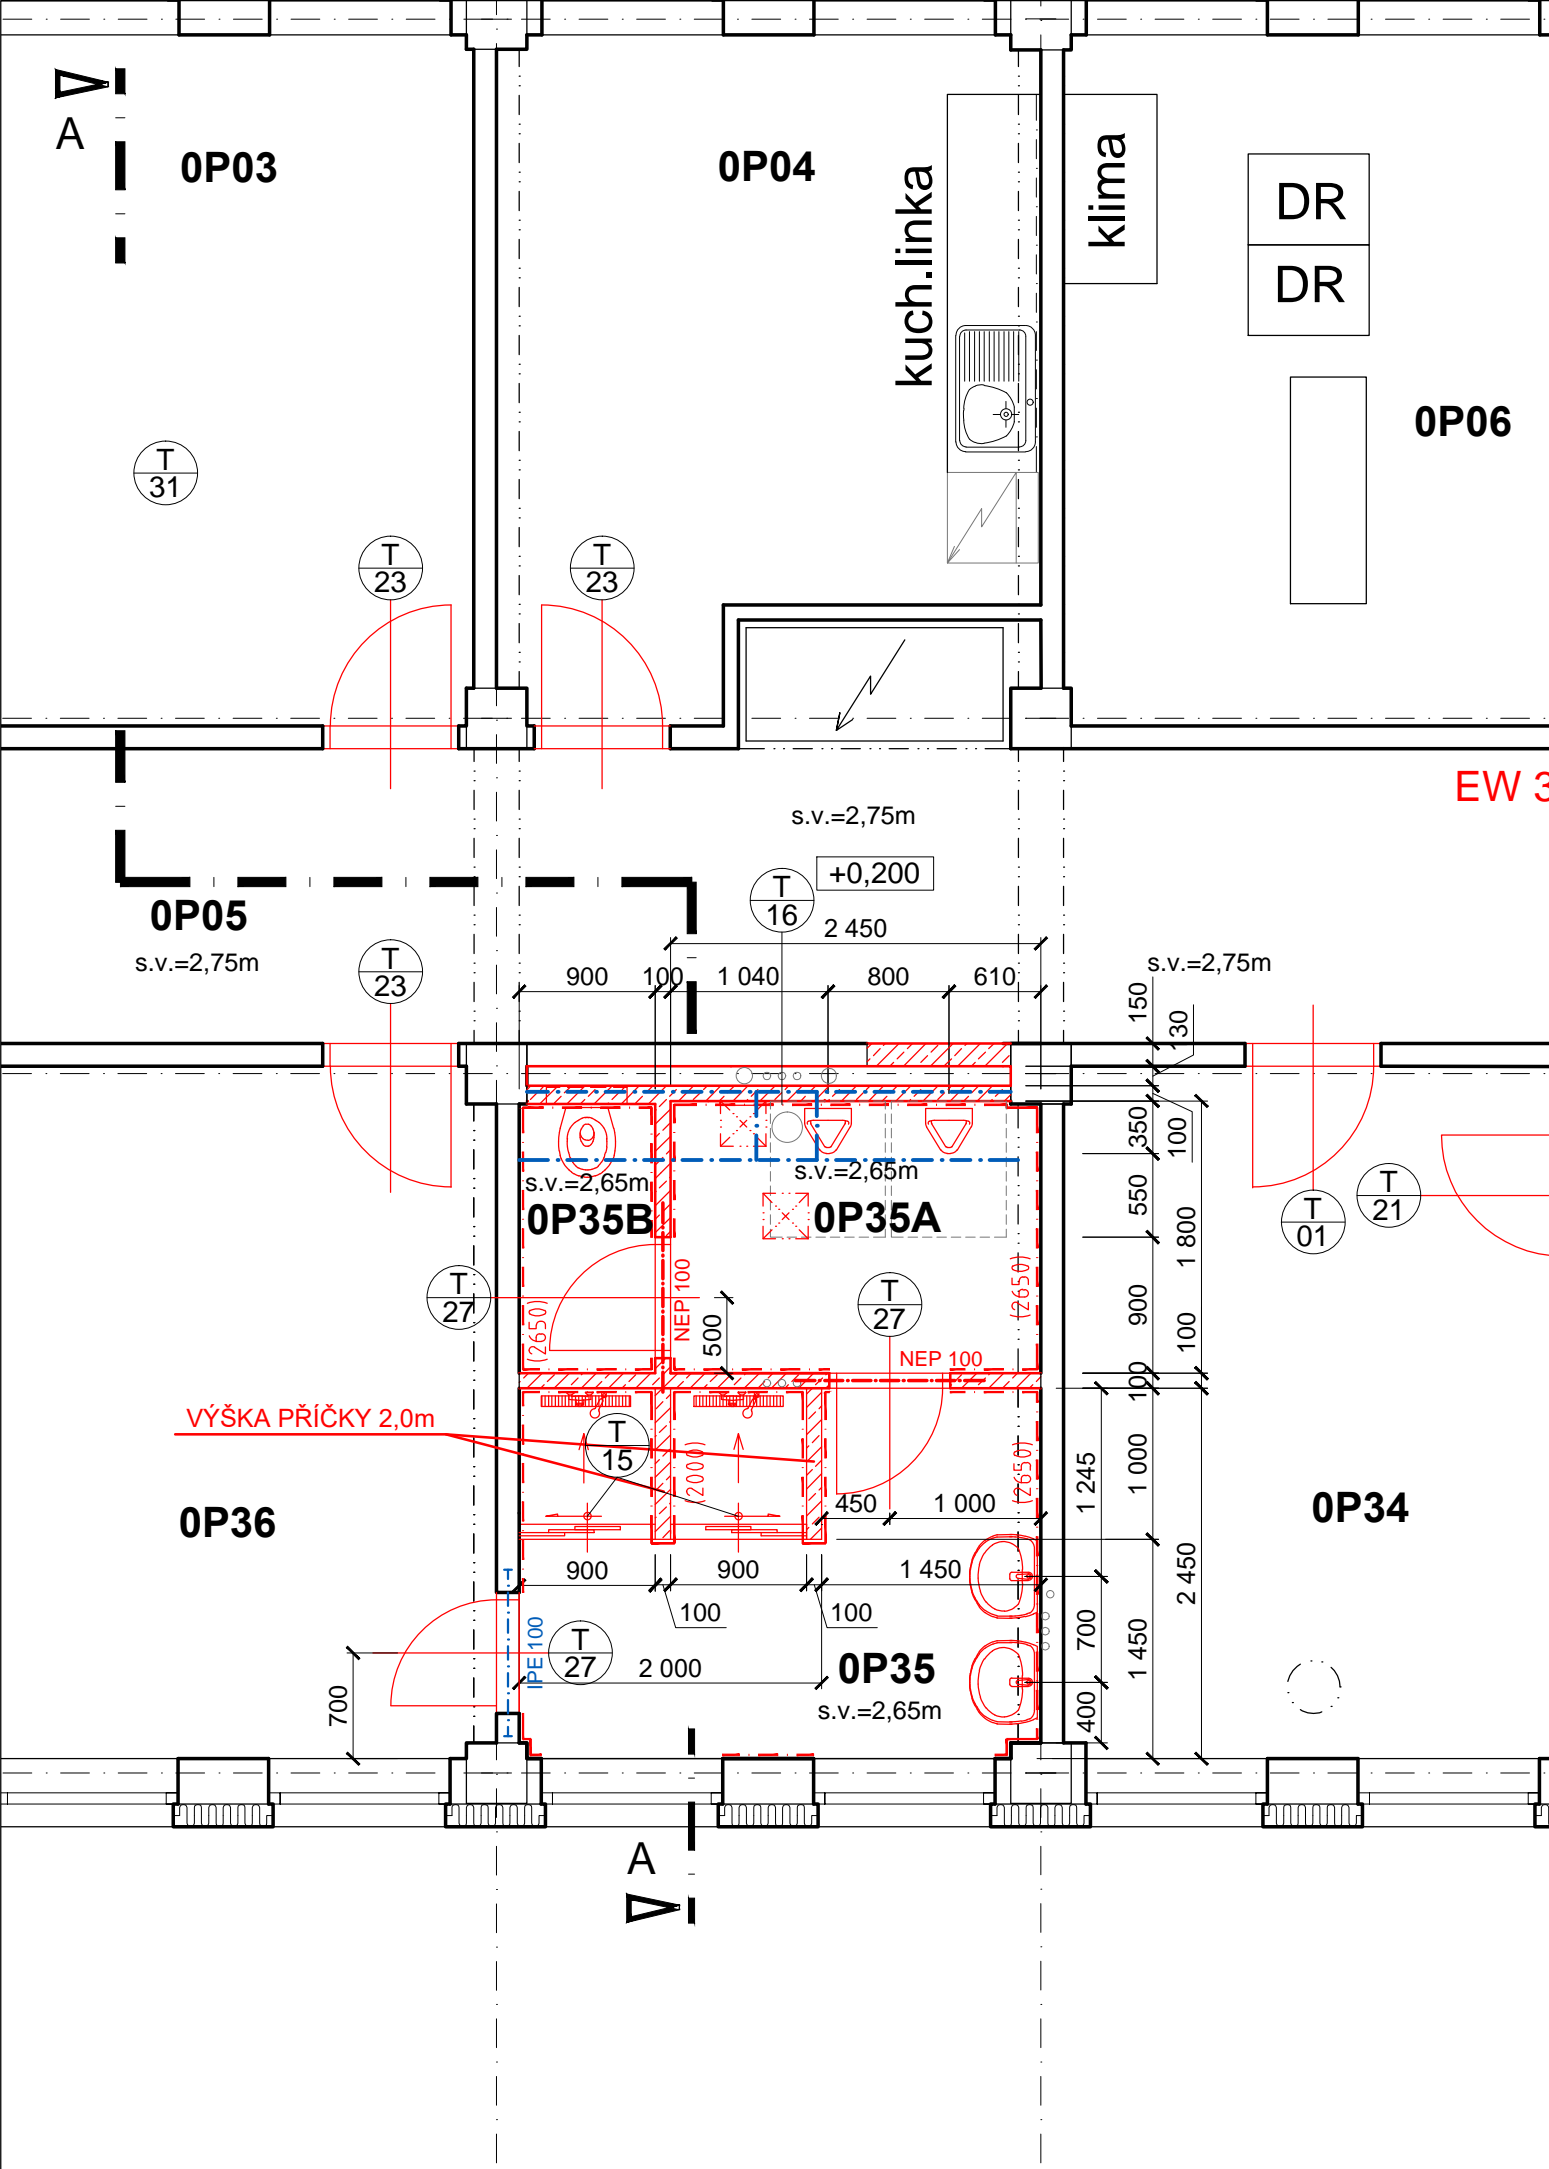 A
0P03
0P04
kuch.linka
klima
DR
DR
0P06
T
31
T
23
T
23
EW 3
s.v.=2,75m
+0,200
T
16
0P05
s.v.=2,75m
T
23
2 450
900
100
1 040
800
610
s.v.=2,75m
150
130
350
100
550
1 800
900
100
100
s.v.=2,65m
0P35B
s.v.=2,65m
0P35A
T
21
T
01
T
27
(2650)
NEP 100
500
T
27
(2650)
NEP 100
VÝŠKA PŘÍČKY 2,0m
T
15
(2000)
(2650)
450
1 000
1 245
1 000
0P36
0P34
900
900
1 450
100
100
2 450
IPE 100
T
27
2 000
0P35
s.v.=2,65m
700
700
400
1 450
A